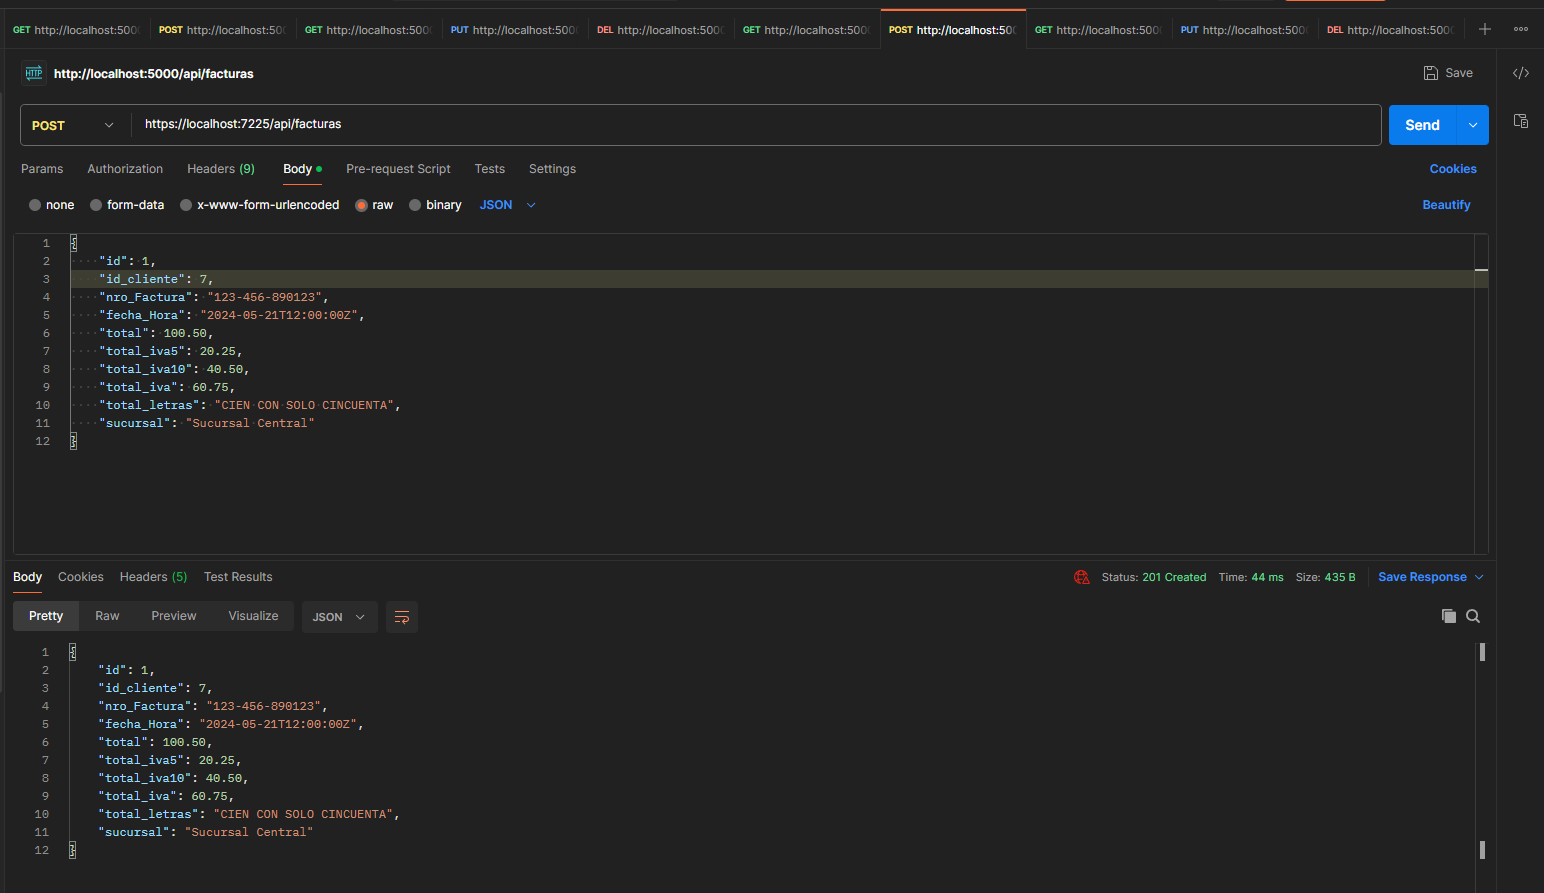 GET http://localhost:500 POST http://localhost:50 GET http://localhost:500 PUT http://localhost:500 DEL http://localhost:500 GET http://localhost:500 POST http://localhost:50 GET http://localhost:500 PUT http://localhost:500 DEL http://localhost:500
HTTP http://localhost:5000/api/facturas Save </>
POST https://localhost:7225/api/facturas Send
Params Authorization Headers (9) Body Pre-request Script Tests Settings Cookies
none form-data x-www-form-urlencoded raw binary JSON Beautify
1 {
2 "id": 1,
3 "id_cliente": 7,
4 "nro_Factura": "123-456-890123",
5 "fecha_Hora": "2024-05-21T12:00:00Z",
6 "total": 100.50,
7 "total_iva5": 20.25,
8 "total_iva10": 40.50,
9 "total_iva": 60.75,
10 "total_letras": "CIEN CON SOLO CINCUENTA",
11 "sucursal": "Sucursal Central"
12 }
Body Cookies Headers (5) Test Results Status: 201 Created Time: 44 ms Size: 435 B Save Response
Pretty Raw Preview Visualize JSON
1 {
2 "id": 1,
3 "id_cliente": 7,
4 "nro_Factura": "123-456-890123",
5 "fecha_Hora": "2024-05-21T12:00:00Z",
6 "total": 100.50,
7 "total_iva5": 20.25,
8 "total_iva10": 40.50,
9 "total_iva": 60.75,
10 "total_letras": "CIEN CON SOLO CINCUENTA",
11 "sucursal": "Sucursal Central"
12 }